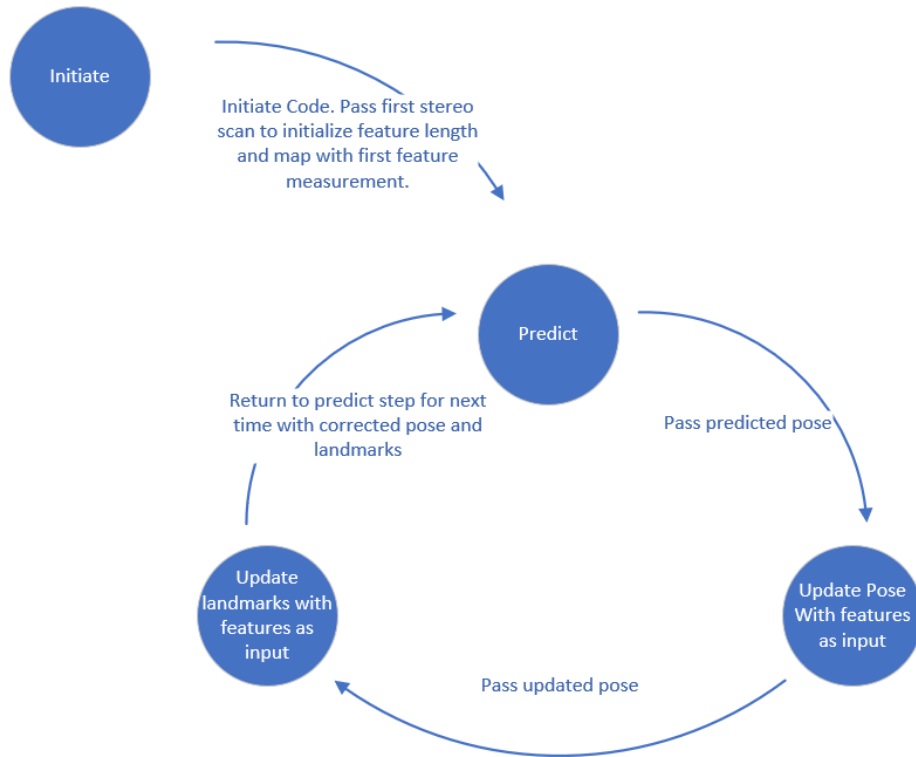 Initiate
Initiate Code. Pass first stereo
scan to initialize feature length
and map with first feature
measurement.
Predict
Return to predict step for next
time with corrected pose and
landmarks
Pass predicted pose
Update
landmarks with
features as
input
Update Pose
With features
as input
Pass updated pose